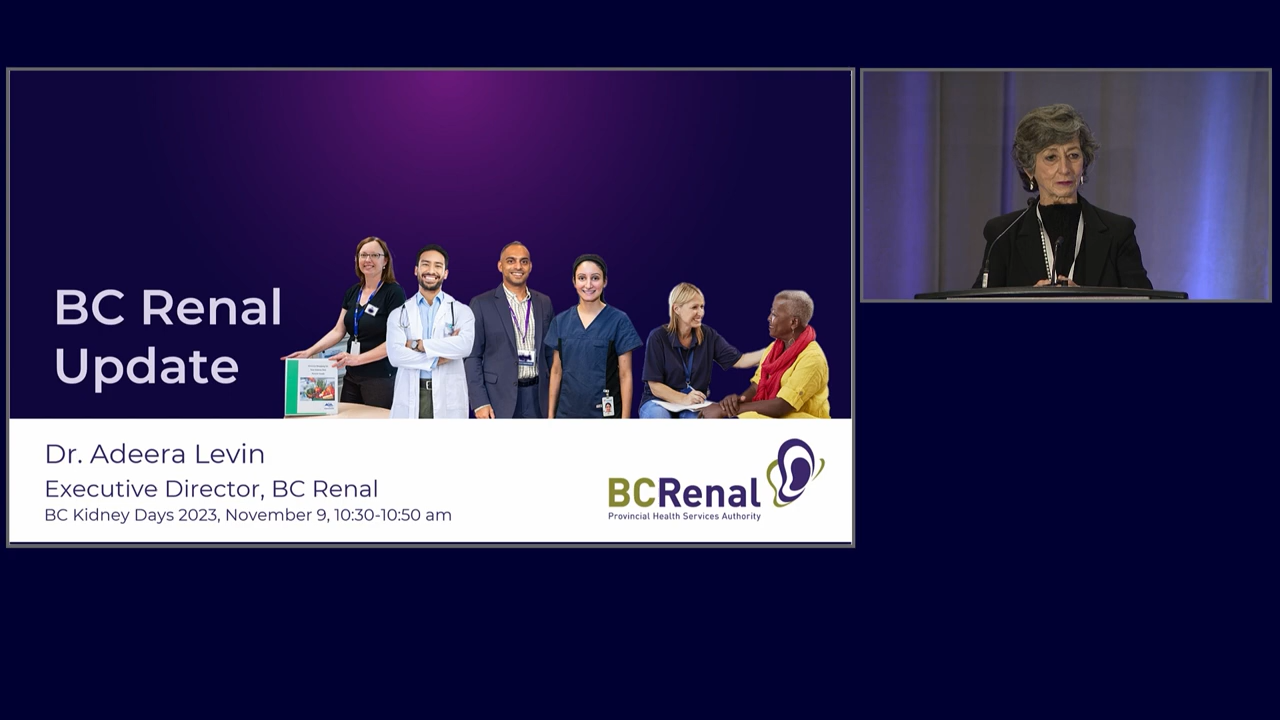 BC Renal
Update
Dr. Adeera Levin
Executive Director, BC Renal
BC Kidney Days 2023, November 9, 10:30-10:50 am
BCRenal
Provincial Health Services Authority